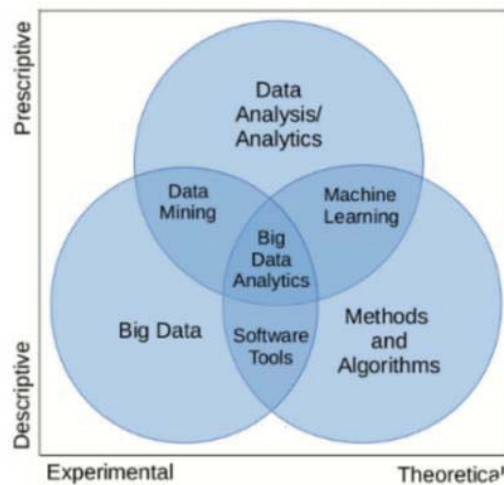 Prescriptive
Descriptive
Data
Analysis/
Analytics
Data
Mining
Machine
Learning
Big
Data
Analytics
Big Data
Software
Tools
Methods
and
Algorithms
Experimental
Theoretical